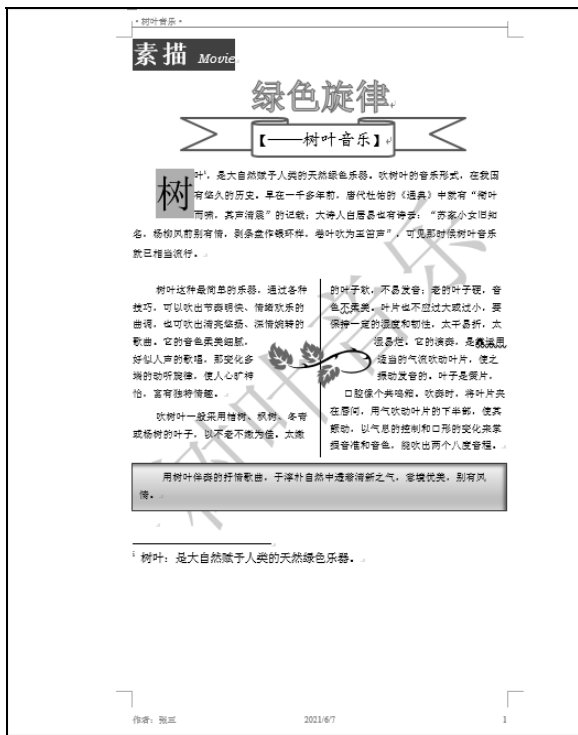 ·树叶音乐·
素描 Movie
绿色旋律
【——树叶音乐】
树叶i，是大自然赋予人类的天然绿色乐器。吹树叶的音乐形式，在我国
有悠久的历史。早在一千多年前，唐代杜佑的《通典》中就有“衔叶
而啸，其声清震”的记载；大诗人白居易也有诗云：“苏家小女旧知
名，杨柳风前别有情，剥条盘作银环样，卷叶吹为玉笛声”，可见那时候树叶音乐
就已相当流行。
树叶这种最简单的乐器，通过各种
技巧，可以吹出节奏明快、情绪欢乐的
曲调，也可吹出清亮悠扬、深情婉转的
歌曲。它的音色柔美细腻，
好似人声的歌唱，那变化多
端的动听旋律，使人心旷神
怡，富有独特情趣。
吹树叶一般采用桔树、枫树、冬青
或杨树的叶子，以不老不嫩为佳。太嫩
的叶子软，不易发音；老的叶子硬，音
色不柔美。叶片也不应过大或过小，要
保持一定的湿度和韧性，太干易折，太
湿易烂。它的演奏，是靠运用
适当的气流吹动叶片，使之
振动发音的。叶子是簧片，
口腔像个共鸣箱。吹奏时，将叶片夹
在唇间，用气吹动叶片的下半部，使其
颤动，以气息的控制和口形的变化来掌
握音准和音色，能吹出两个八度音程。
用树叶伴奏的抒情歌曲，于淳朴自然中透着清新之气，意境优美，别有风
情。
树叶音乐
i 树叶：是大自然赋予人类的天然绿色乐器。
作者：张三 2021/6/7 1